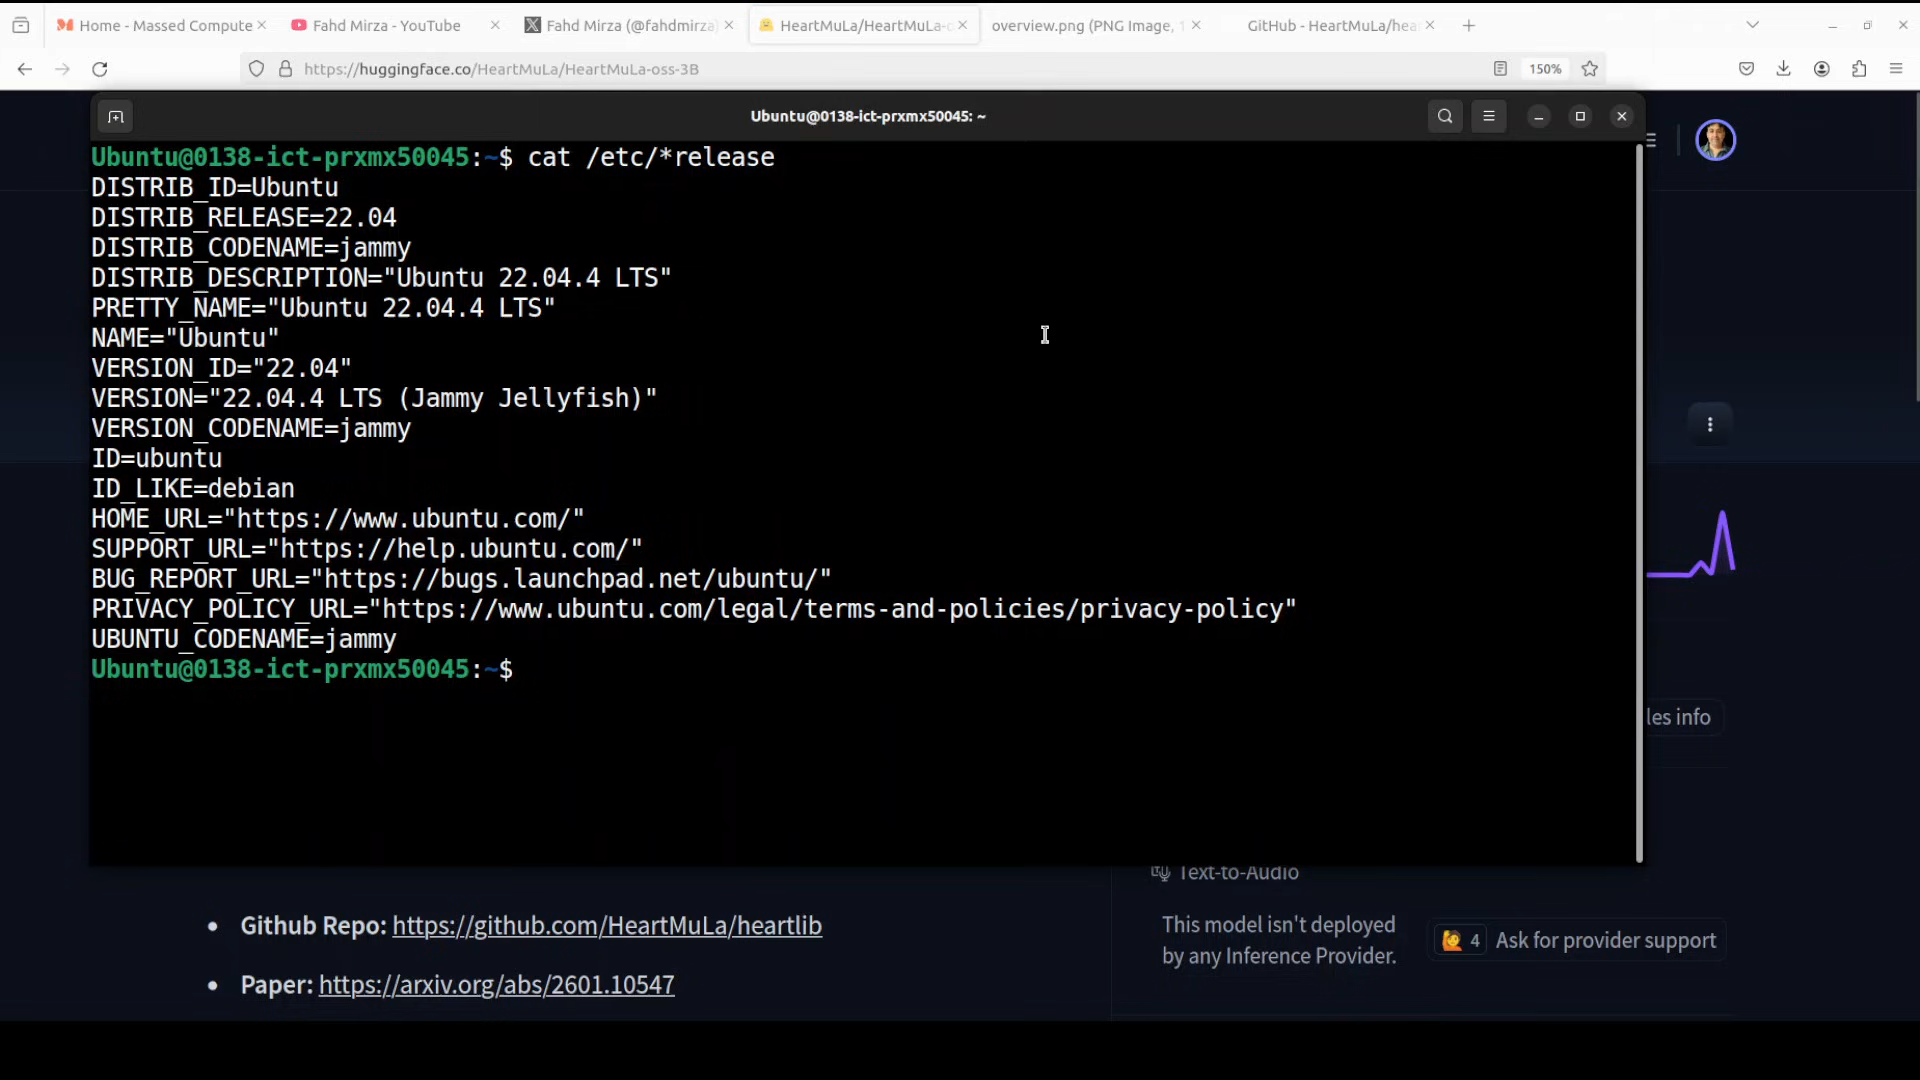 Home - Massed Compute
Fahd Mirza - YouTube
Fahd Mirza (@fahdmirza)
HeartMuLa/HeartMuLa-o
overview.png (PNG Image, 1
GitHub - HeartMuLa/hea
https://huggingface.co/HeartMuLa/HeartMuLa-oss-3B
150%
Ubuntu@0138-ict-prxmx50045: ~
Ubuntu@0138-ict-prxmx50045:~$ cat /etc/*release
DISTRIB_ID=Ubuntu
DISTRIB_RELEASE=22.04
DISTRIB_CODENAME=jammy
DISTRIB_DESCRIPTION="Ubuntu 22.04.4 LTS"
PRETTY_NAME="Ubuntu 22.04.4 LTS"
NAME="Ubuntu"
VERSION_ID="22.04"
VERSION="22.04.4 LTS (Jammy Jellyfish)"
VERSION_CODENAME=jammy
ID=ubuntu
ID_LIKE=debian
HOME_URL="https://www.ubuntu.com/"
SUPPORT_URL="https://help.ubuntu.com/"
BUG_REPORT_URL="https://bugs.launchpad.net/ubuntu/"
PRIVACY_POLICY_URL="https://www.ubuntu.com/legal/terms-and-policies/privacy-policy"
UBUNTU_CODENAME=jammy
Ubuntu@0138-ict-prxmx50045:~$
les info
Text-to-Audio
This model isn't deployed
by any Inference Provider.
4 Ask for provider support
• Github Repo: https://github.com/HeartMuLa/heartlib
• Paper: https://arxiv.org/abs/2601.10547